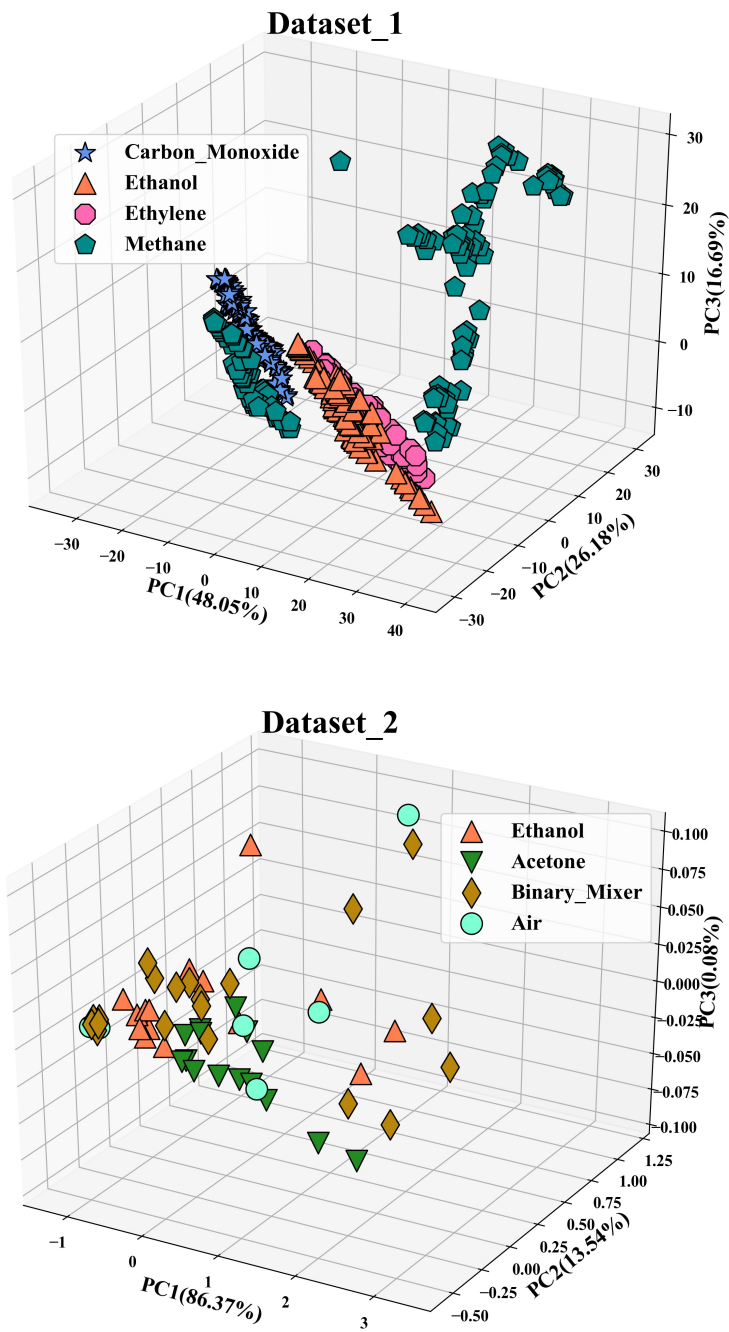 Dataset_1
Carbon_Monoxide
Ethanol
Ethylene
Methane
30
20
10
0
−10
PC3(16.69%)
−30
−20
−10
0
10
20
30
40
PC1(48.05%)
−30
−20
−10
0
10
20
30
PC2(26.18%)
Dataset_2
Ethanol
Acetone
Binary_Mixer
Air
0.100
0.075
0.050
0.025
0.000
−0.025
−0.050
−0.075
−0.100
PC3(0.08%)
−1
0
1
2
3
PC1(86.37%)
−0.50
−0.25
0.00
0.25
0.50
0.75
1.00
1.25
PC2(13.54%)